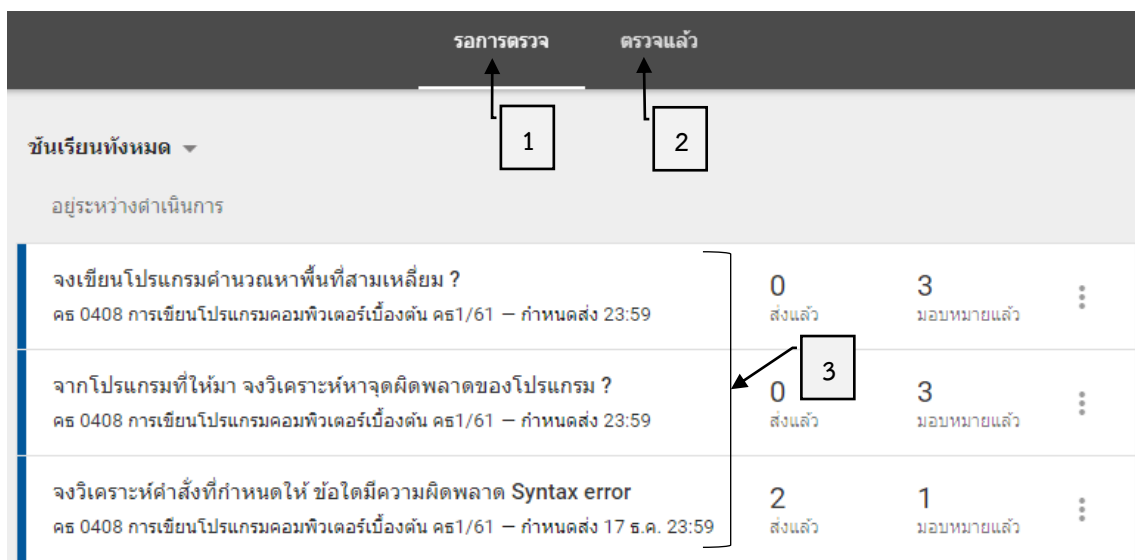 รอการตรวจ ตรวจแล้ว
1 2
ชั้นเรียนทั้งหมด
อยู่ระหว่างดำเนินการ
จงเขียนโปรแกรมคำนวณหาพื้นที่สามเหลี่ยม ?
คธ 0408 การเขียนโปรแกรมคอมพิวเตอร์เบื้องต้น คธ1/61 — กำหนดส่ง 23:59
0 3
ส่งแล้ว มอบหมายแล้ว
3
จากโปรแกรมที่ให้มา จงวิเคราะห์หาจุดผิดพลาดของโปรแกรม ?
คธ 0408 การเขียนโปรแกรมคอมพิวเตอร์เบื้องต้น คธ1/61 — กำหนดส่ง 23:59
0 3
ส่งแล้ว มอบหมายแล้ว
จงวิเคราะห์คำสั่งที่กำหนดให้ ข้อใดมีความผิดพลาด Syntax error
คธ 0408 การเขียนโปรแกรมคอมพิวเตอร์เบื้องต้น คธ1/61 — กำหนดส่ง 17 ธ.ค. 23:59
2 1
ส่งแล้ว มอบหมายแล้ว